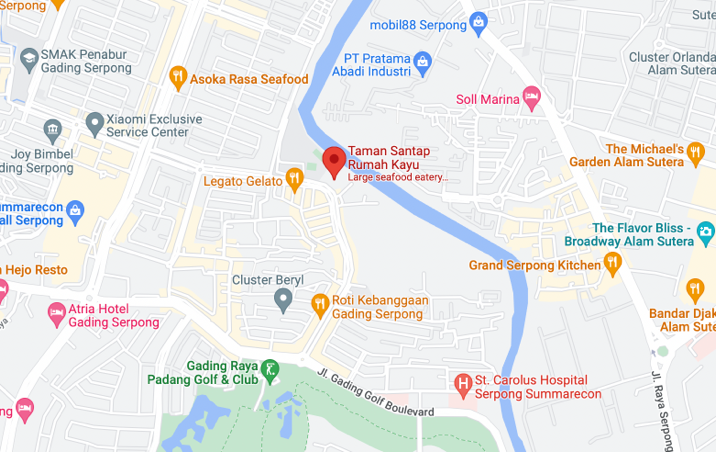 Serpong
mobil88 Serpong
Sute
SMAK Penabur
Gading Serpong
PT Pratama
Abadi Industri
Cluster Orlanda
Alam Sutera
Asoka Rasa Seafood
Soll Marina
Xiaomi Exclusive
Service Center
Joy Bimbel
ding Serpong
Taman Santap
Rumah Kayu
Large seafood eatery...
The Michael's
Garden Alam Sutera
Legato Gelato
ummarecon
all Serpong
The Flavor Bliss -
Broadway Alam Sutera
n Hejo Resto
Grand Serpong Kitchen
Cluster Beryl
Roti Kebanggaan
Gading Serpong
Atria Hotel
Gading Serpong
Bandar Djak
Alam Sute
Gading Raya
Padang Golf & Club
Jl. Gading Golf Boulevard
St. Carolus Hospital
Serpong Summarecon
Jl. Raya Serpong
ng